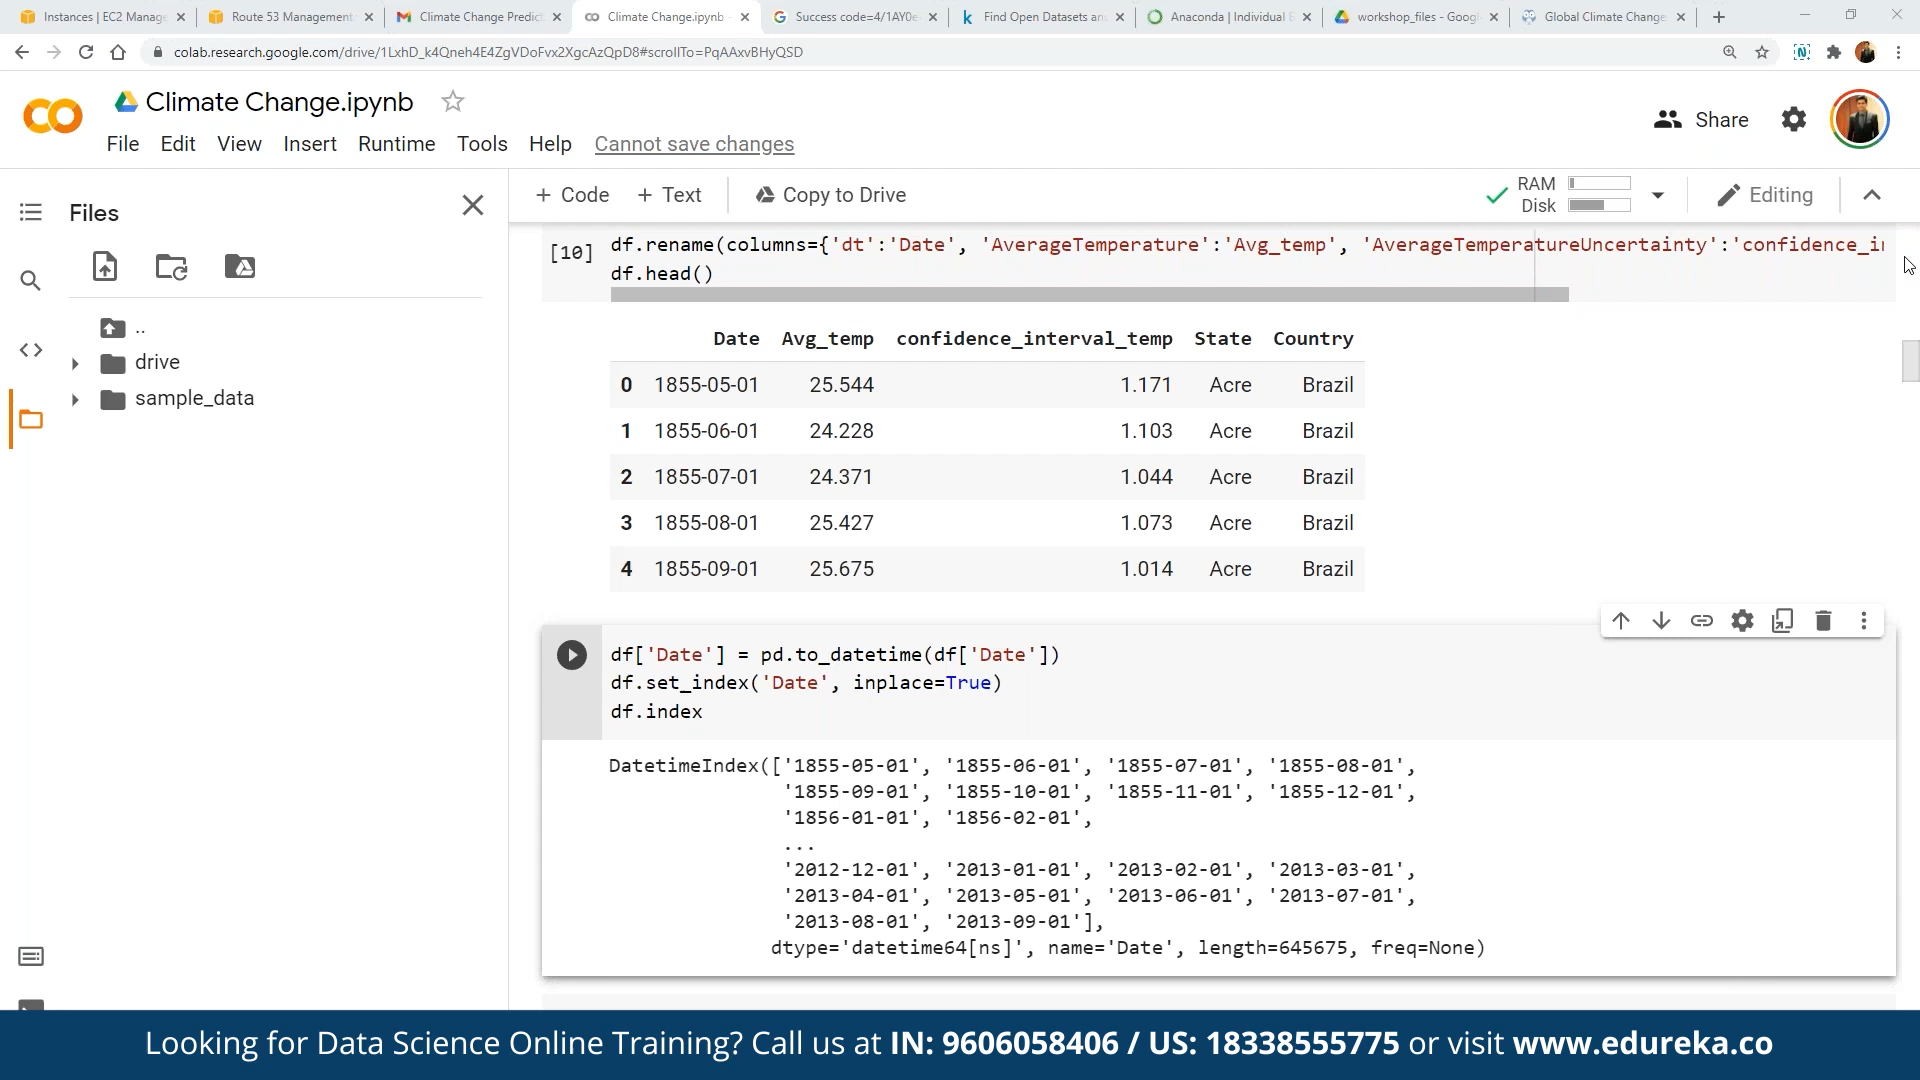 Instances | EC2 Manage
Route 53 Management
Climate Change Predic
Climate Change.ipynb -
Success code=4/1AY0e
Find Open Datasets an
Anaconda | Individual E
workshop_files - Googl
Global Climate Change
colab.research.google.com/drive/1LxhD_k4Qneh4E4ZgVDoFvx2XgcAzQpD8#scrollTo=PqAAxvBHyQSD
Climate Change.ipynb
File Edit View Insert Runtime Tools Help Cannot save changes
Share
Files
..
drive
sample_data
+ Code + Text Copy to Drive
RAM
Disk
Editing
[10] df.rename(columns={'dt':'Date', 'AverageTemperature':'Avg_temp', 'AverageTemperatureUncertainty':'confidence_i
df.head()
Date Avg_temp confidence_interval_temp State Country
0 1855-05-01 25.544 1.171 Acre Brazil
1 1855-06-01 24.228 1.103 Acre Brazil
2 1855-07-01 24.371 1.044 Acre Brazil
3 1855-08-01 25.427 1.073 Acre Brazil
4 1855-09-01 25.675 1.014 Acre Brazil
df['Date'] = pd.to_datetime(df['Date'])
df.set_index('Date', inplace=True)
df.index
DatetimeIndex(['1855-05-01', '1855-06-01', '1855-07-01', '1855-08-01',
'1855-09-01', '1855-10-01', '1855-11-01', '1855-12-01',
'1856-01-01', '1856-02-01',
...
'2012-12-01', '2013-01-01', '2013-02-01', '2013-03-01',
'2013-04-01', '2013-05-01', '2013-06-01', '2013-07-01',
'2013-08-01', '2013-09-01'],
dtype='datetime64[ns]', name='Date', length=645675, freq=None)
Looking for Data Science Online Training? Call us at IN: 9606058406 / US: 18338555775 or visit www.edureka.co